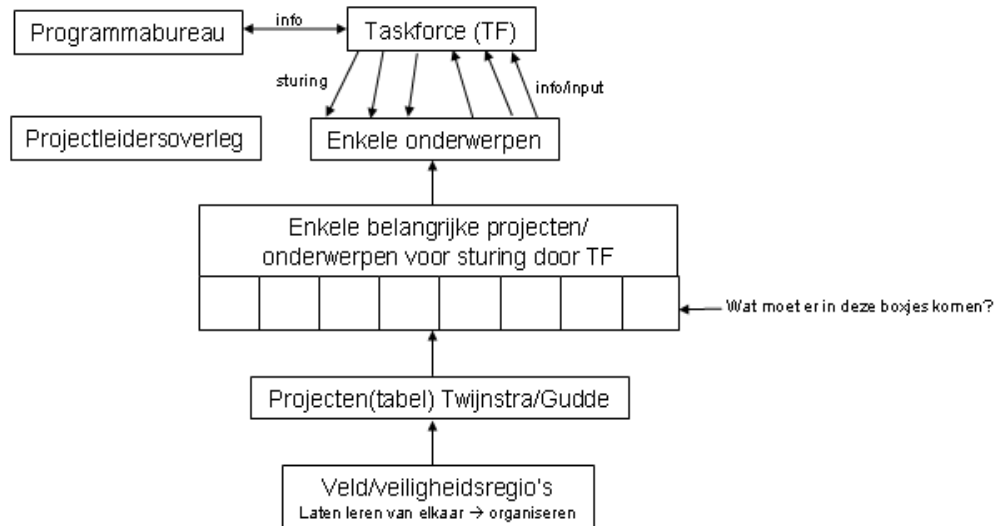 Programmabureau
info
Taskforce (TF)
sturing
info/input
Projectleidersoverleg
Enkele onderwerpen
Enkele belangrijke projecten/
onderwerpen voor sturing door TF
Wat moet er in deze boxjes komen?
Projecten(tabel) Twijnstra/Gudde
Veld/veiligheidsregio's
Laten leren van elkaar → organiseren